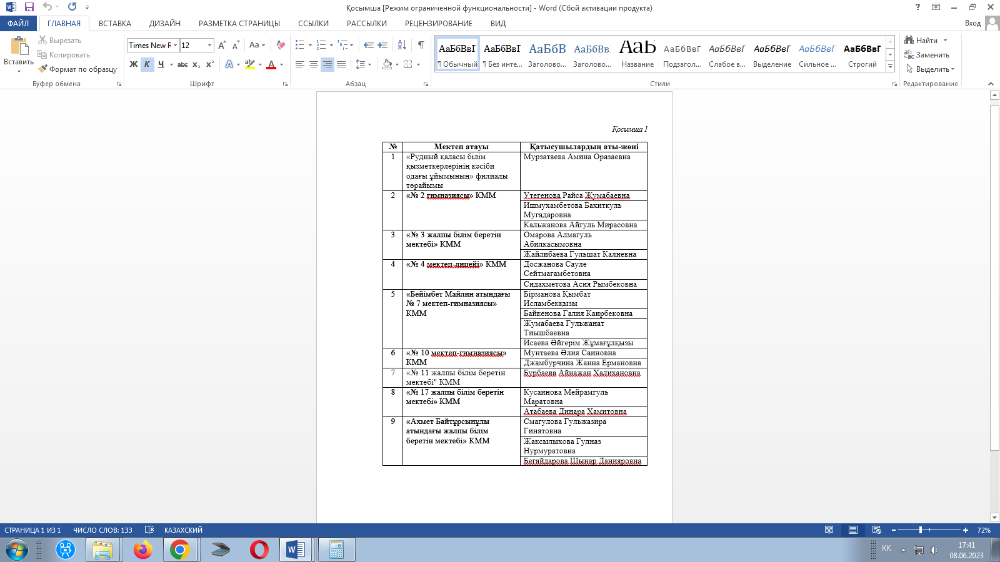 Қосымша [Режим ограниченной функциональности] - Word (Сбой активации продукта)
ФАЙЛ ГЛАВНАЯ ВСТАВКА ДИЗАЙН РАЗМЕТКА СТРАНИЦЫ ССЫЛКИ РАССЫЛКИ РЕЦЕНЗИРОВАНИЕ ВИД Вход
Вставить
Вырезать
Копировать
Формат по образцу
Буфер обмена
Times New R 12
Ж К Ч abc x₂ x²
Шрифт
Абзац
АаБбВвГ АаБбВвГ АаБбВ АаБбВв АаБ АаБбВвГ АаБбВвГ АаБбВвГ АаБбВвГ АаБбВвГ
¶ Обычный ¶ Без инте... Заголово... Заголово... Название Подзагол... Слабое в... Выделение Сильное ... Строгий
Стили
Найти
Заменить
Выделить
Редактирование
Қосымша 1
№ Мектеп атауы Қатысушылардың аты-жөні
1 «Рудный қаласы білім Мурзатаева Амина Оразаевна
қызметкерлерінің кәсіби
одағы ұйымының» филиалы
төрайымы
2 «№ 2 гимназиясы» КММ Утегенова Райса Жумабаевна
Ишмухамбетова Бахиткуль
Мугадаровна
Кальжанова Айгуль Мирасовна
3 «№ 3 жалпы білім беретін Омарова Алмагуль
мектебі» КММ Абилкасымовна
Жайлибаева Гульшат Калиевна
4 «№ 4 мектеп-лицейі» КММ Досжанова Сауле
Сейтмагамбетовна
Сидахметова Асия Рымбековна
5 «Бейімбет Майлин атындағы Бірманова Қымбат
№ 7 мектеп-гимназиясы» Исламбекқызы
КММ Байкенова Галия Каирбековна
Жумабаева Гульжанат
Тиышбаевна
Исаева Әйгерім Жұмағұлқызы
6 «№ 10 мектеп-гимназиясы» Мунтаева Әлия Саиновна
КММ Джамбурчина Жанна Ермановна
7 «№ 11 жалпы білім беретін Бурбаева Айнажан Халихановна
мектебі" КММ
8 «№ 17 жалпы білім беретін Кусаинова Мейрамгуль
мектебі» КММ Маратовна
Атабаева Динара Хамитовна
9 «Ахмет Байтұрсынұлы Смагулова Гульжазира
атындағы жалпы білім Гинятовна
беретін мектебі» КММ Жаксылыхова Гулназ
Нурмуратовна
Бегайдарова Шынар Данияровна
СТРАНИЦА 1 ИЗ 1 ЧИСЛО СЛОВ: 133 КАЗАХСКИЙ 72%
KK 17:41
08.06.2023